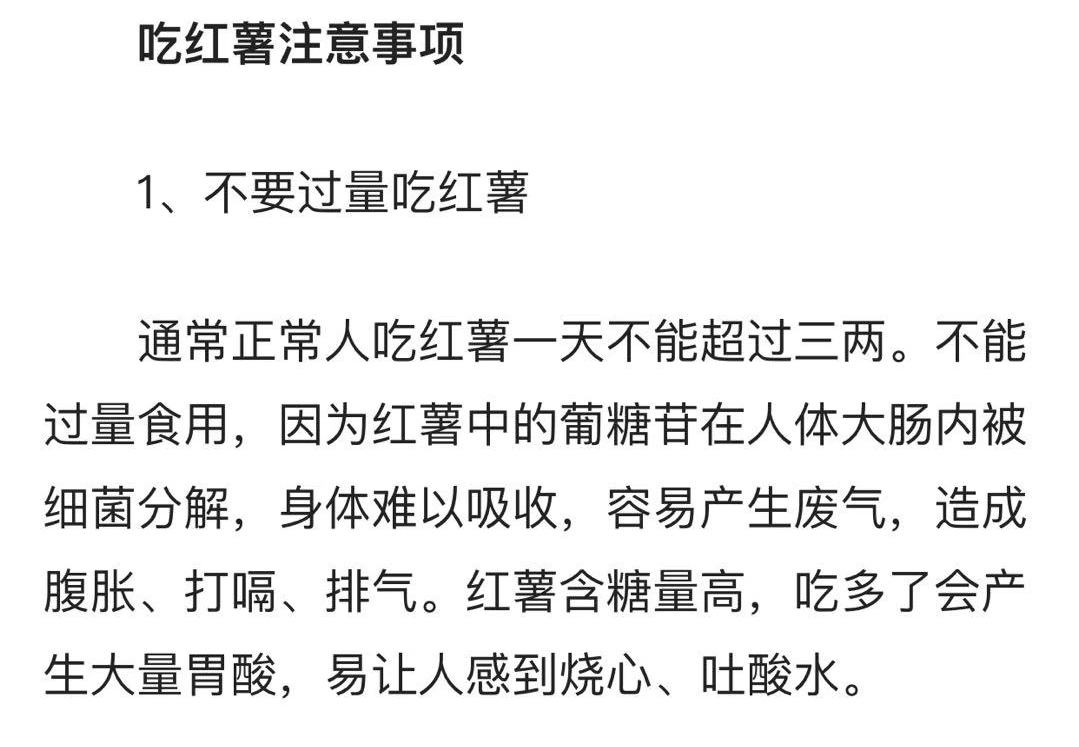 吃红薯注意事项
1、不要过量吃红薯
通常正常人吃红薯一天不能超过三两。不能
过量食用，因为红薯中的葡糖苷在人体大肠内被
细菌分解，身体难以吸收，容易产生废气，造成
腹胀、打嗝、排气。红薯含糖量高，吃多了会产
生大量胃酸，易让人感到烧心、吐酸水。